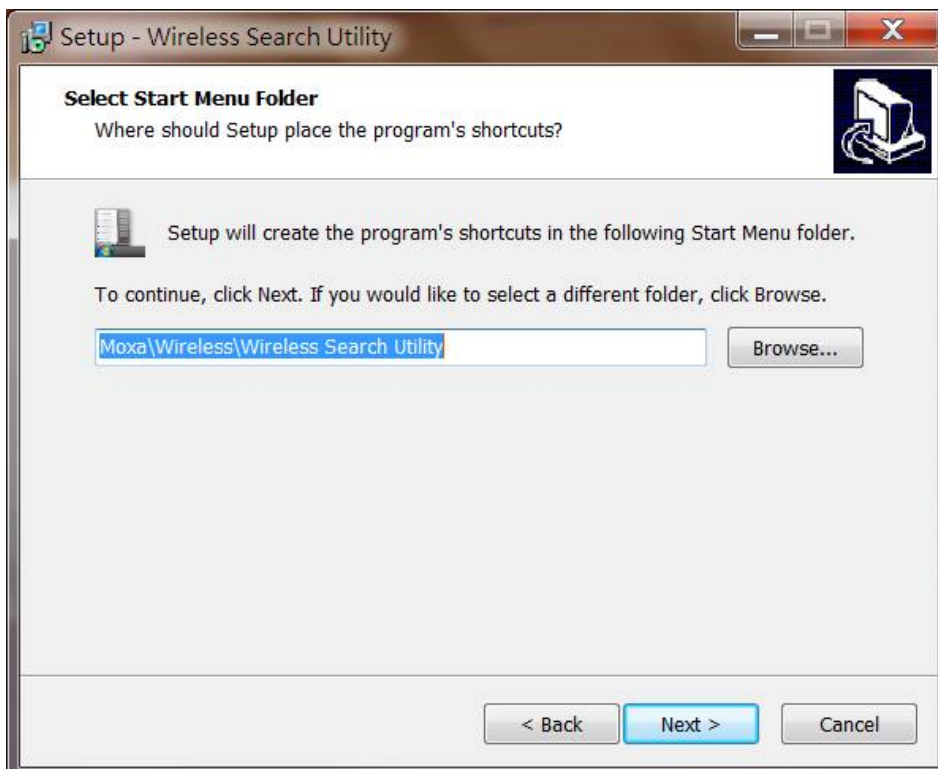 Setup - Wireless Search Utility
Select Start Menu Folder
Where should Setup place the program's shortcuts?
Setup will create the program's shortcuts in the following Start Menu folder.
To continue, click Next. If you would like to select a different folder, click Browse.
Moxa\Wireless\Wireless Search Utility
Browse...
< Back
Next >
Cancel